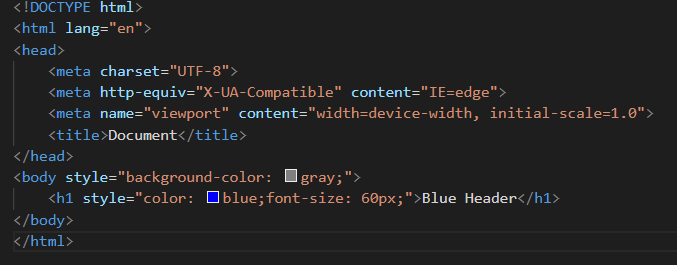 <!DOCTYPE html>
<html lang="en">
<head>
    <meta charset="UTF-8">
    <meta http-equiv="X-UA-Compatible" content="IE=edge">
    <meta name="viewport" content="width=device-width, initial-scale=1.0">
    <title>Document</title>
</head>
<body style="background-color: gray;">
    <h1 style="color: blue;font-size: 60px;">Blue Header</h1>
</body>
</html>